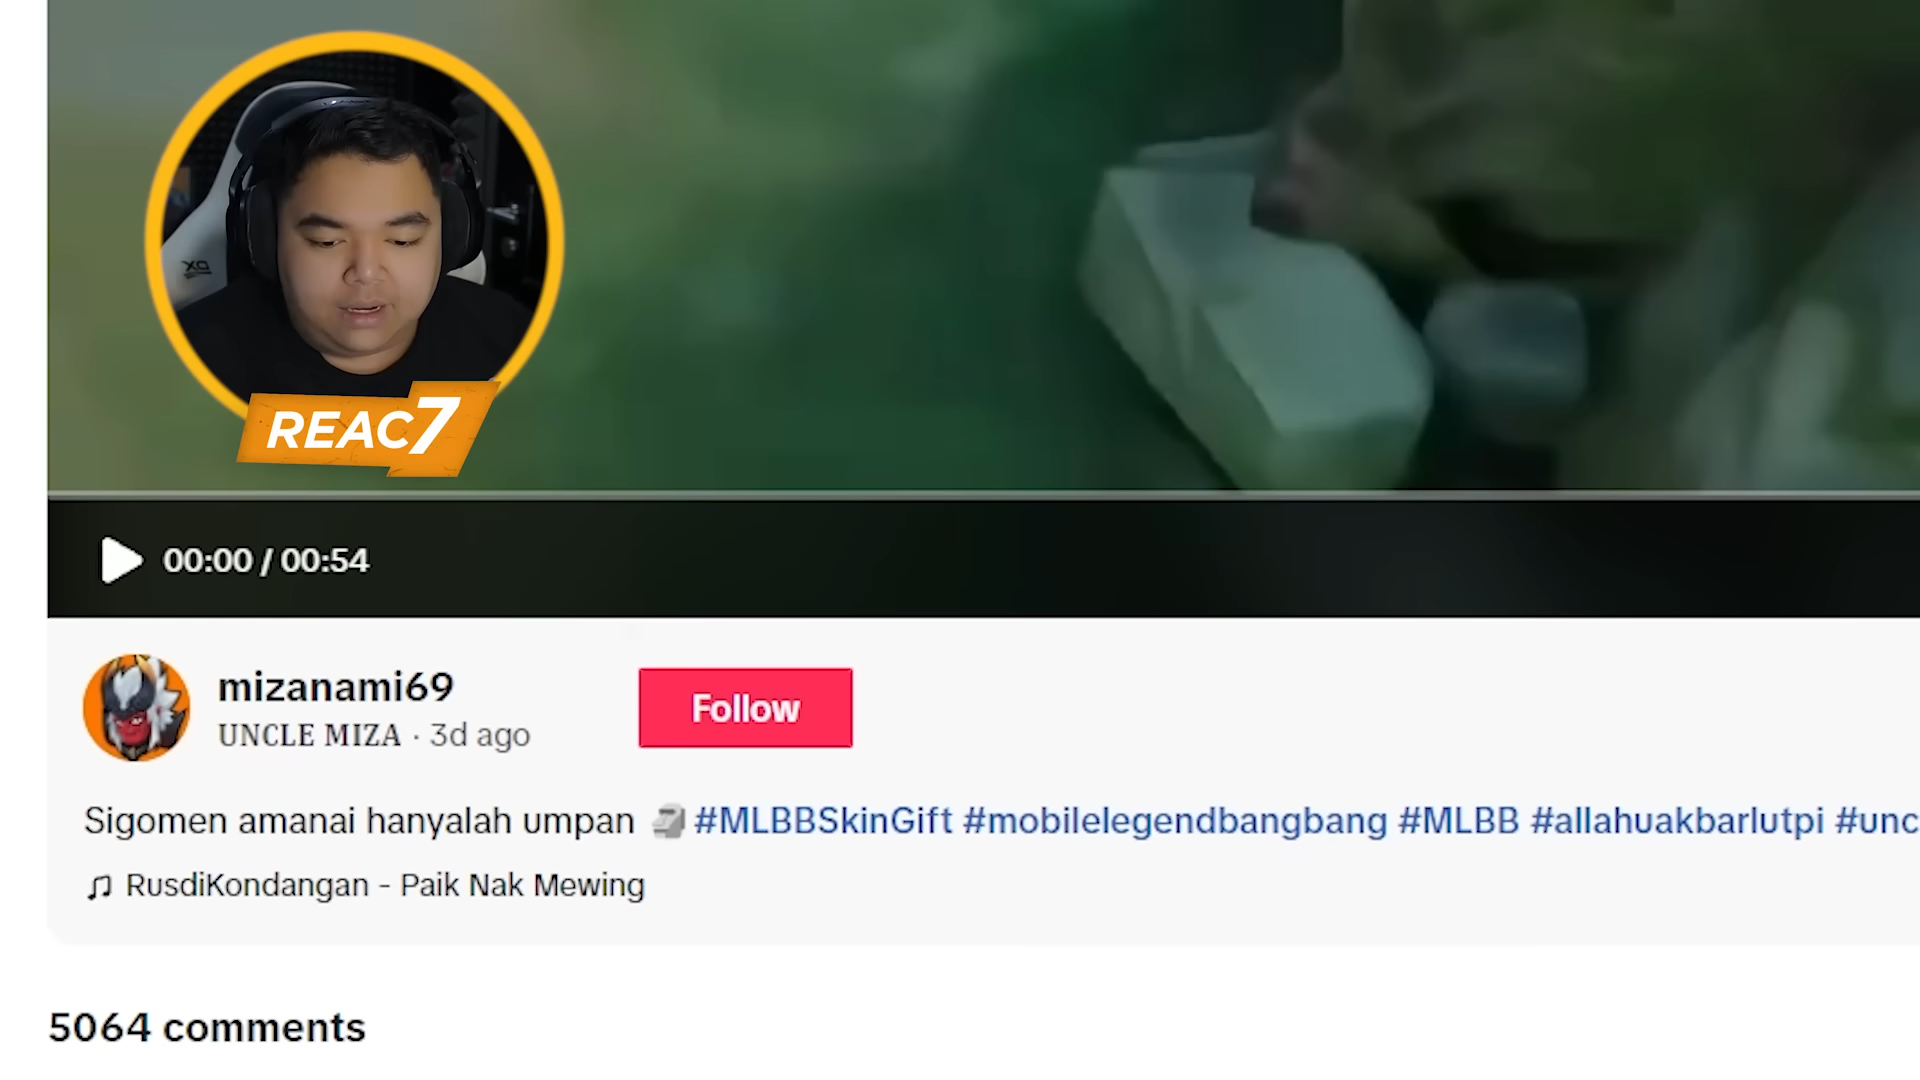 XO
REAC7
00:00 / 00:54
mizanami69
Follow
UNCLE MIZA · 3d ago
Sigomen amanai hanyalah umpan 🗿 #MLBBSkinGift #mobilelegendbangbang #MLBB #allahuakbarlutpi #unc
RusdiKondangan - Paik Nak Mewing
5064 comments